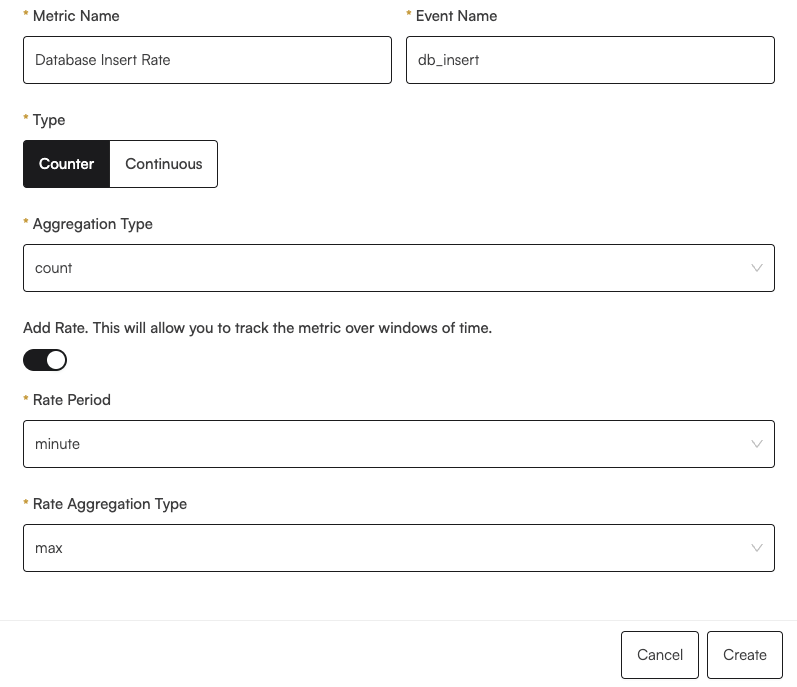 * Metric Name
* Event Name
Database Insert Rate
db_insert
* Type
Counter
Continuous
* Aggregation Type
count
Add Rate. This will allow you to track the metric over windows of time.
* Rate Period
minute
* Rate Aggregation Type
max
Cancel
Create